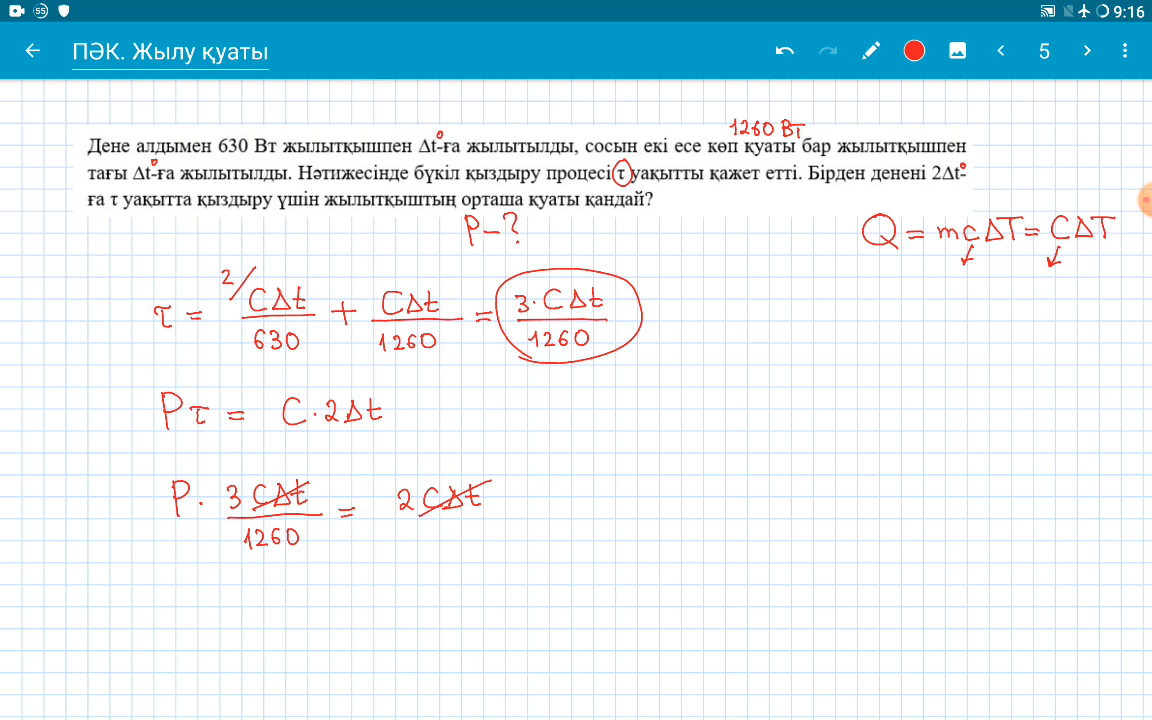 55 9:16
ПӘК. Жылу қуаты 5
1260 Вт
Дене алдымен 630 Вт жылытқышпен Δt°-ға жылытылды, сосын екі есе көп қуаты бар жылытқышпен
тағы Δt°-ға жылытылды. Нәтижесінде бүкіл қыздыру процесі τ уақытты қажет етті. Бірден денені 2Δt°-
ға τ уақытта қыздыру үшін жылытқыштың орташа қуаты қандай?
P – ?
Q = mcΔT = CΔT
τ = 2/ CΔt/630 + CΔt/1260 = 3·CΔt/1260
Pτ = C·2Δt
P· 3CΔt/1260 = 2CΔt